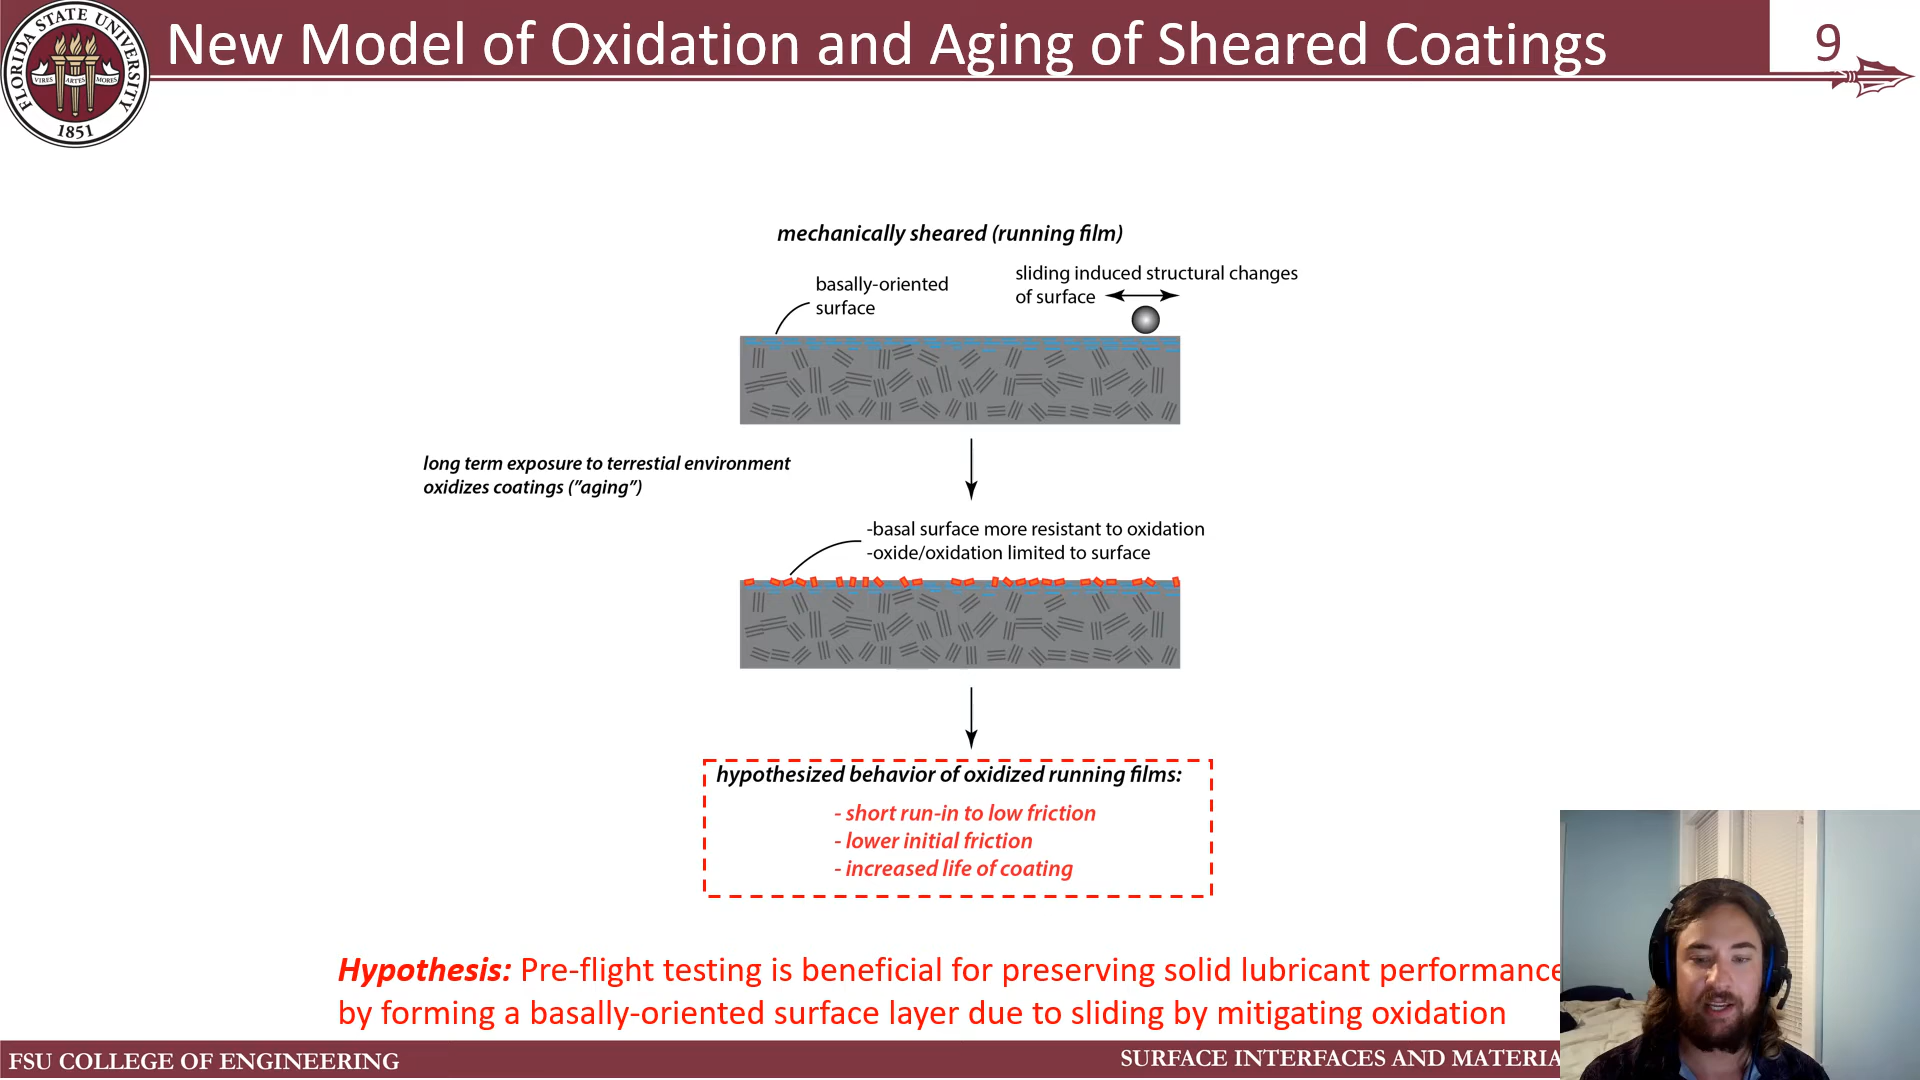 New Model of Oxidation and Aging of Sheared Coatings
9
FLORIDA STATE UNIVERSITY
VIRES ARTES MORES
1851
mechanically sheared (running film)
basally-oriented
surface
sliding induced structural changes
of surface
long term exposure to terrestial environment
oxidizes coatings ("aging")
-basal surface more resistant to oxidation
-oxide/oxidation limited to surface
hypothesized behavior of oxidized running films:
- short run-in to low friction
- lower initial friction
- increased life of coating
Hypothesis: Pre-flight testing is beneficial for preserving solid lubricant performance
by forming a basally-oriented surface layer due to sliding by mitigating oxidation
FSU COLLEGE OF ENGINEERING
SURFACE INTERFACES AND MATERIA